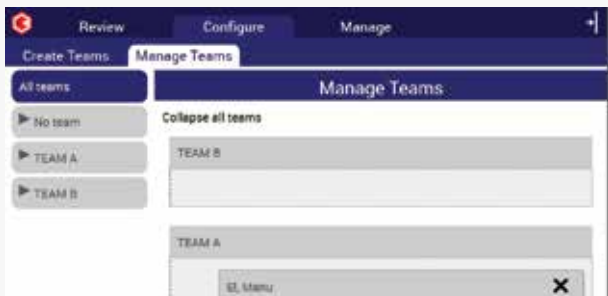 Review Configure Manage
Create Teams Manage Teams
All teams
No team
TEAM A
TEAM B
Manage Teams
Collapse all teams
TEAM B
TEAM A
Manu